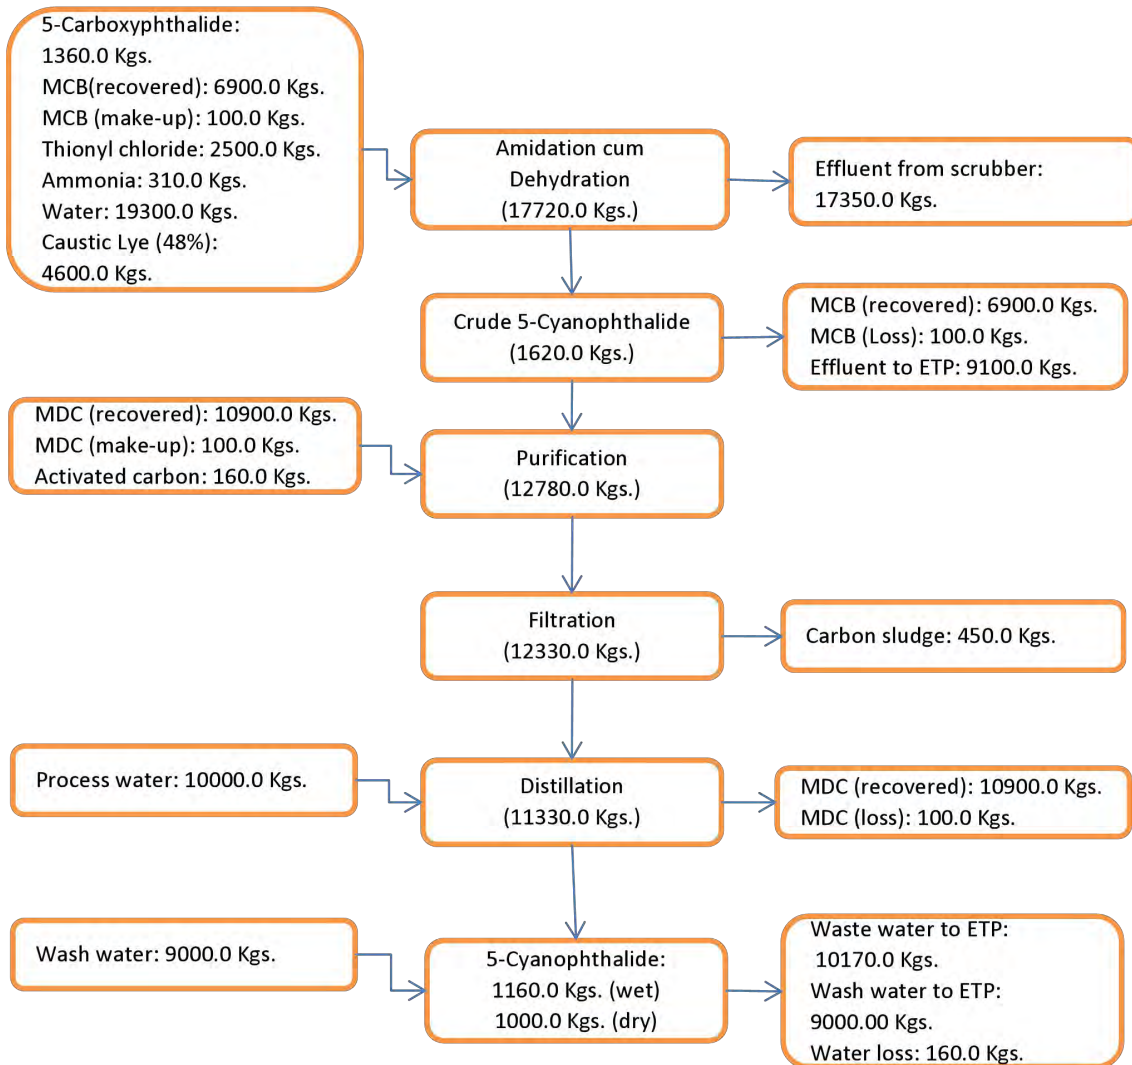 5-Carboxyphthalide:
1360.0 Kgs.
MCB(recovered): 6900.0 Kgs.
MCB (make-up): 100.0 Kgs.
Thionyl chloride: 2500.0 Kgs.
Ammonia: 310.0 Kgs.
Water: 19300.0 Kgs.
Caustic Lye (48%):
4600.0 Kgs.
Amidation cum
Dehydration
(17720.0 Kgs.)
Effluent from scrubber:
17350.0 Kgs.
Crude 5-Cyanophthalide
(1620.0 Kgs.)
MCB (recovered): 6900.0 Kgs.
MCB (Loss): 100.0 Kgs.
Effluent to ETP: 9100.0 Kgs.
MDC (recovered): 10900.0 Kgs.
MDC (make-up): 100.0 Kgs.
Activated carbon: 160.0 Kgs.
Purification
(12780.0 Kgs.)
Filtration
(12330.0 Kgs.)
Carbon sludge: 450.0 Kgs.
Process water: 10000.0 Kgs.
Distillation
(11330.0 Kgs.)
MDC (recovered): 10900.0 Kgs.
MDC (loss): 100.0 Kgs.
Wash water: 9000.0 Kgs.
5-Cyanophthalide:
1160.0 Kgs. (wet)
1000.0 Kgs. (dry)
Waste water to ETP:
10170.0 Kgs.
Wash water to ETP:
9000.00 Kgs.
Water loss: 160.0 Kgs.